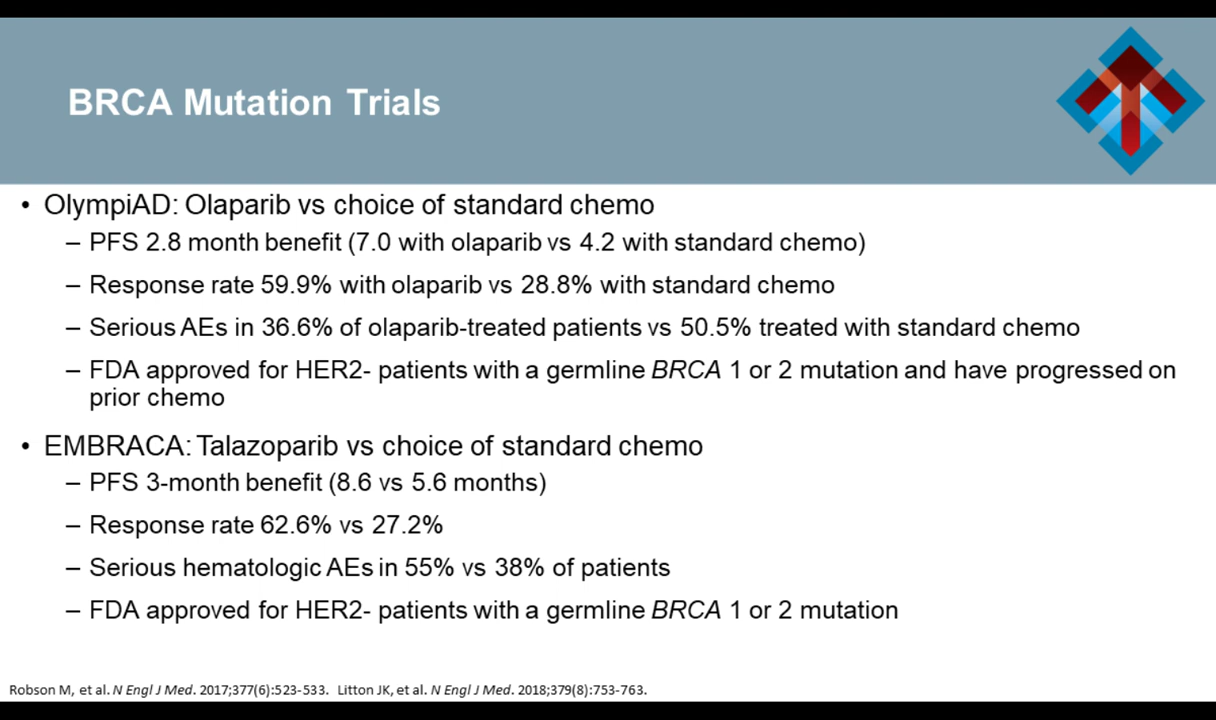 BRCA Mutation Trials
• OlympiAD: Olaparib vs choice of standard chemo
– PFS 2.8 month benefit (7.0 with olaparib vs 4.2 with standard chemo)
– Response rate 59.9% with olaparib vs 28.8% with standard chemo
– Serious AEs in 36.6% of olaparib-treated patients vs 50.5% treated with standard chemo
– FDA approved for HER2- patients with a germline BRCA 1 or 2 mutation and have progressed on
prior chemo
• EMBRACA: Talazoparib vs choice of standard chemo
– PFS 3-month benefit (8.6 vs 5.6 months)
– Response rate 62.6% vs 27.2%
– Serious hematologic AEs in 55% vs 38% of patients
– FDA approved for HER2- patients with a germline BRCA 1 or 2 mutation
Robson M, et al. N Engl J Med. 2017;377(6):523-533. Litton JK, et al. N Engl J Med. 2018;379(8):753-763.